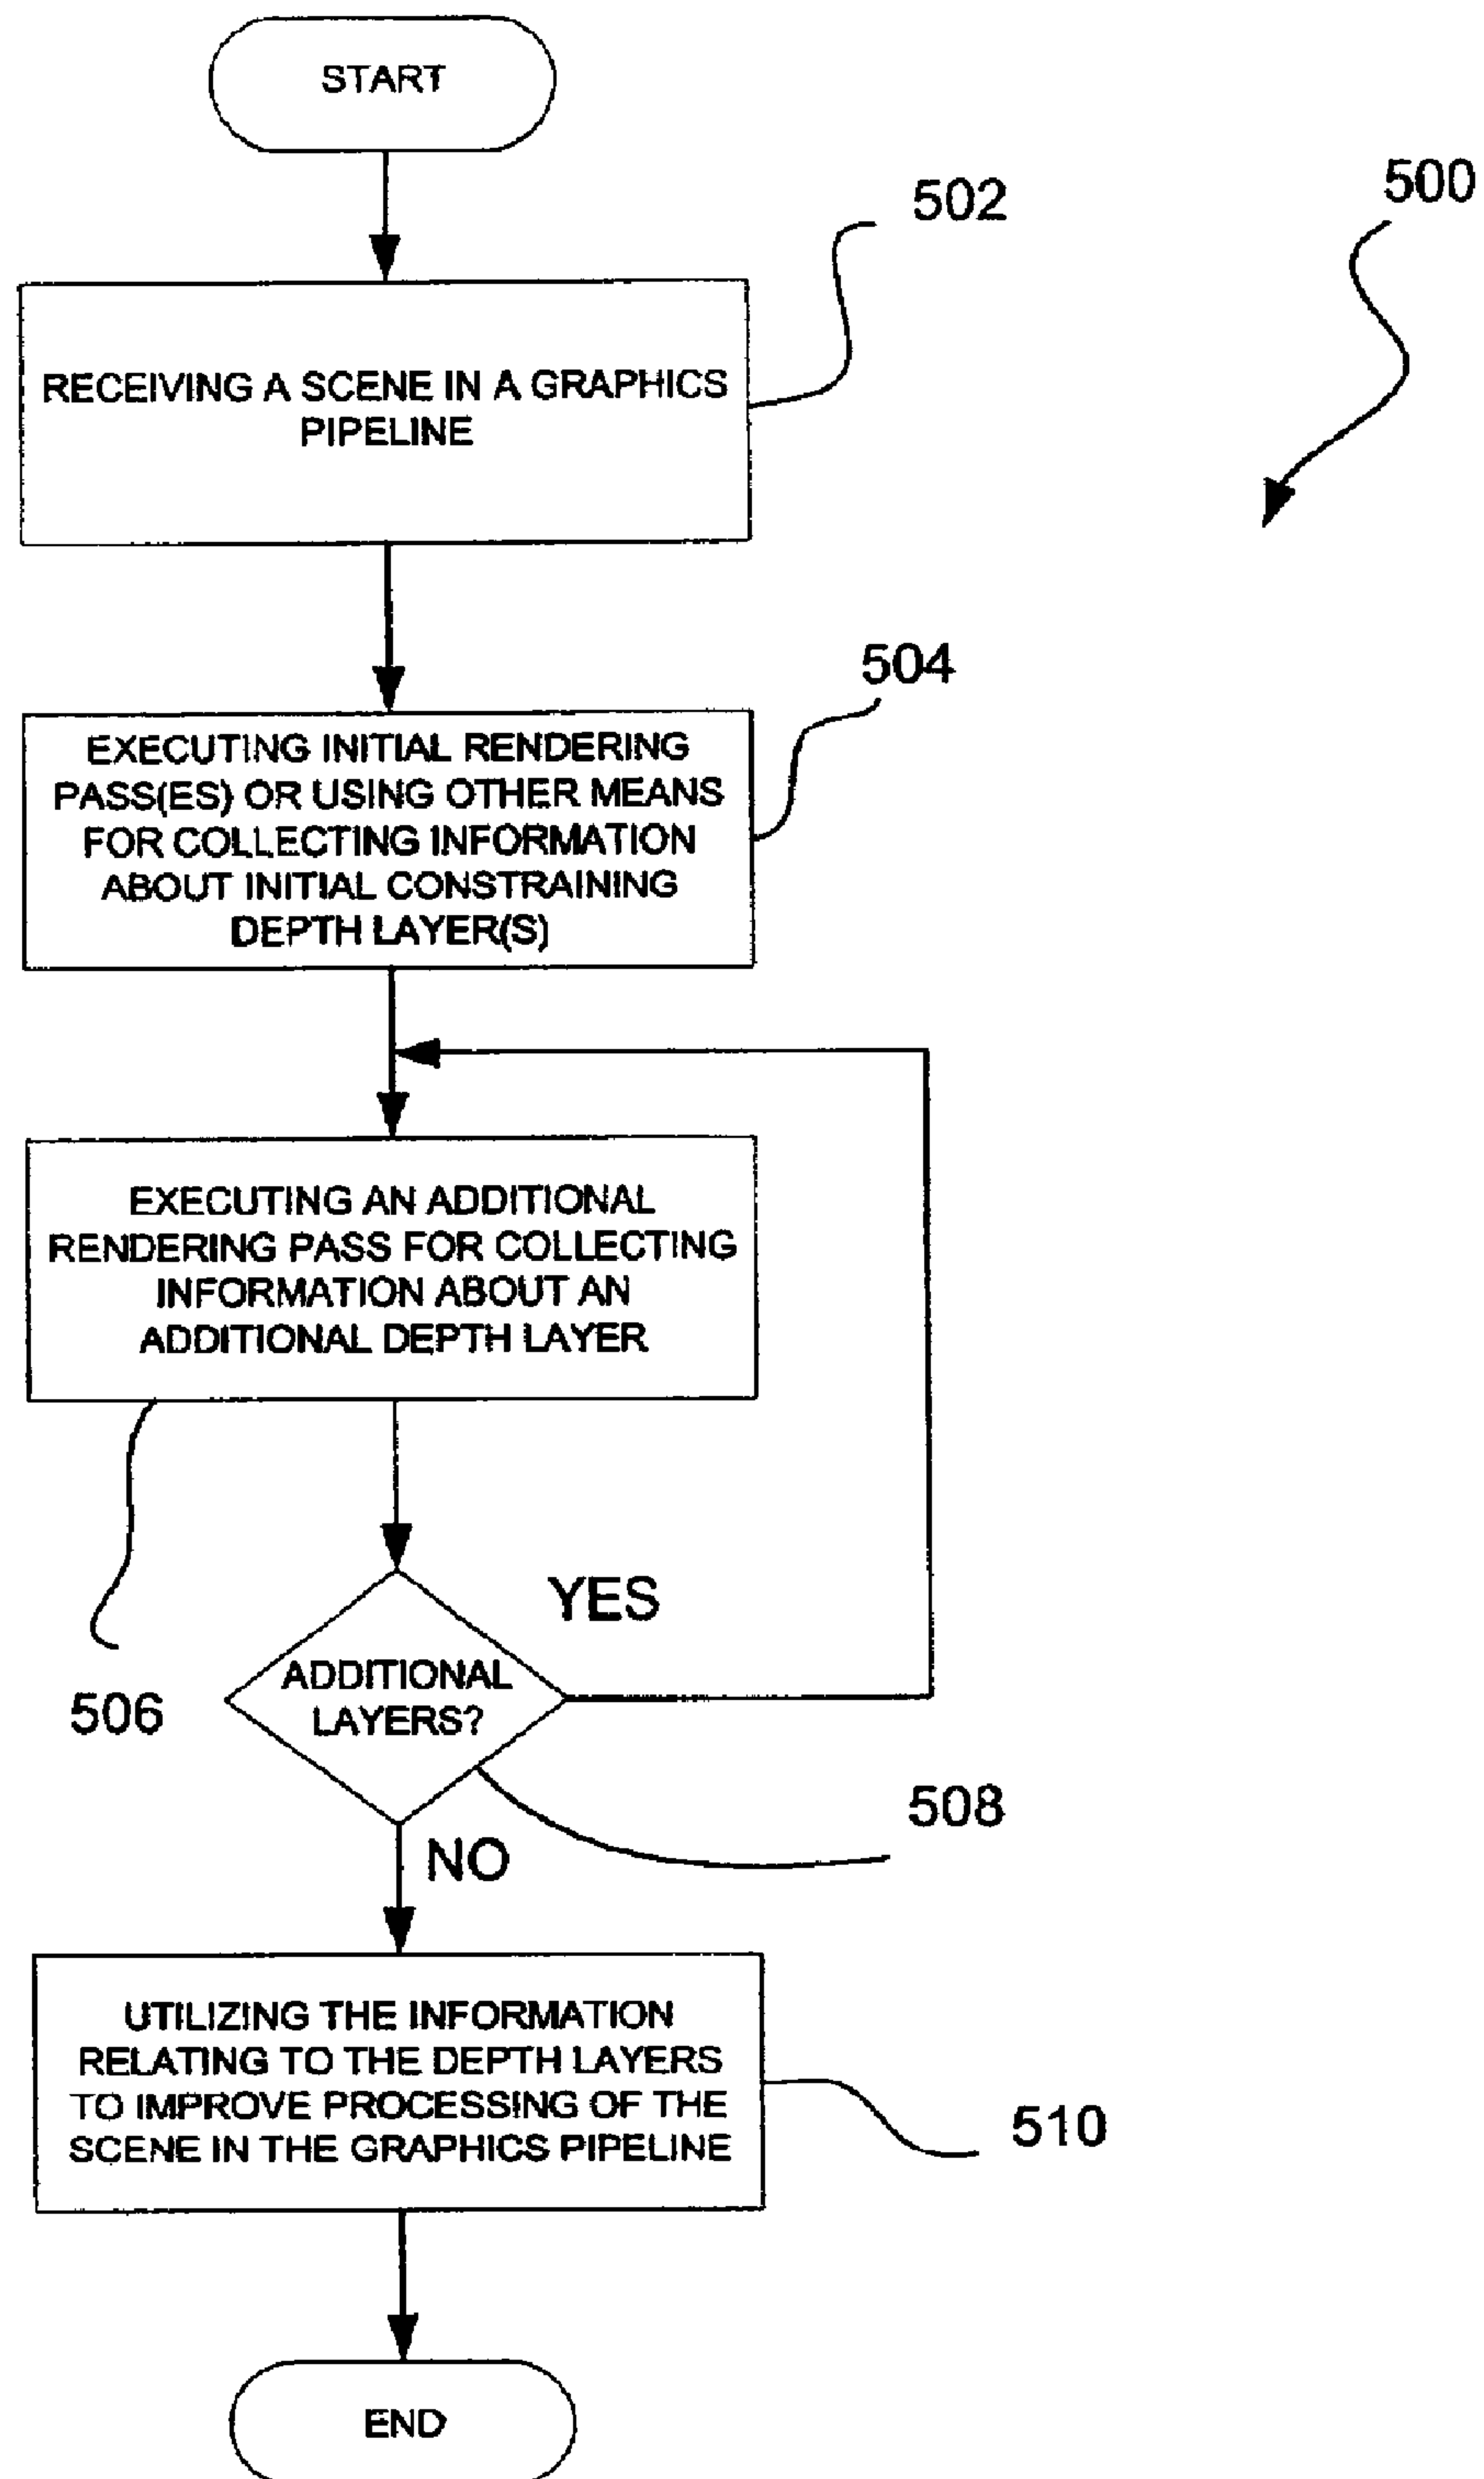 START
502
500
RECEIVING A SCENE IN A GRAPHICS
PIPELINE
504
EXECUTING INITIAL RENDERING
PASS(ES) OR USING OTHER MEANS
FOR COLLECTING INFORMATION
ABOUT INITIAL CONSTRAINING
DEPTH LAYER(S)
EXECUTING AN ADDITIONAL
RENDERING PASS FOR COLLECTING
INFORMATION ABOUT AN
ADDITIONAL DEPTH LAYER
YES
ADDITIONAL
LAYERS?
506
508
NO
UTILIZING THE INFORMATION
RELATING TO THE DEPTH LAYERS
TO IMPROVE PROCESSING OF THE
SCENE IN THE GRAPHICS PIPELINE
510
END